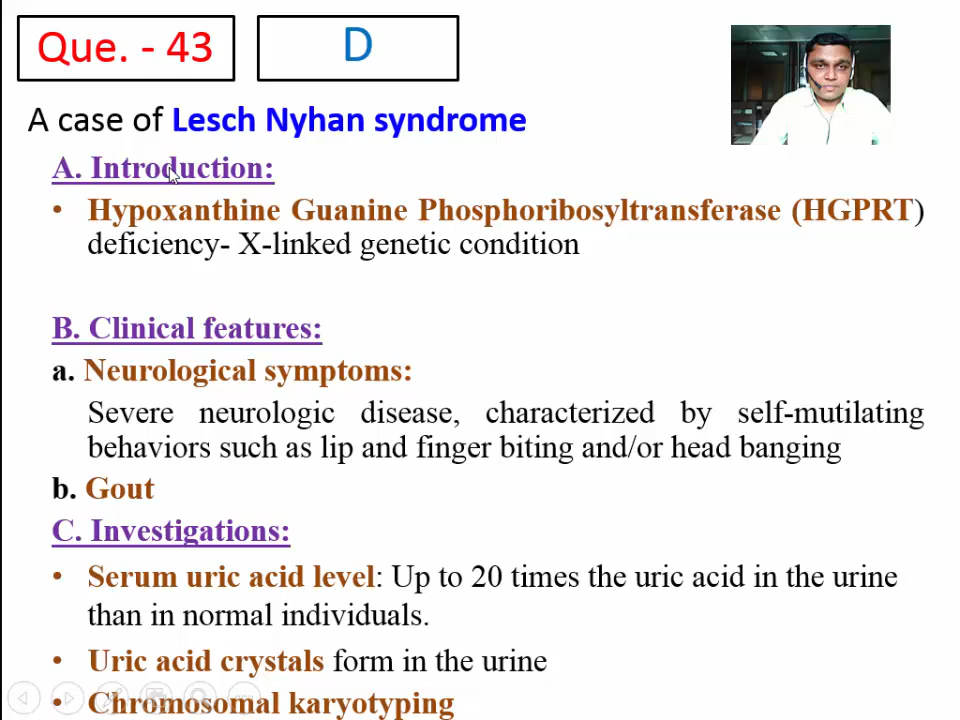 Que. - 43
D
A case of Lesch Nyhan syndrome
A. Introduction:
• Hypoxanthine Guanine Phosphoribosyltransferase (HGPRT)
deficiency- X-linked genetic condition
B. Clinical features:
a. Neurological symptoms:
Severe neurologic disease, characterized by self-mutilating
behaviors such as lip and finger biting and/or head banging
b. Gout
C. Investigations:
• Serum uric acid level: Up to 20 times the uric acid in the urine
than in normal individuals.
• Uric acid crystals form in the urine
• Chromosomal karyotyping